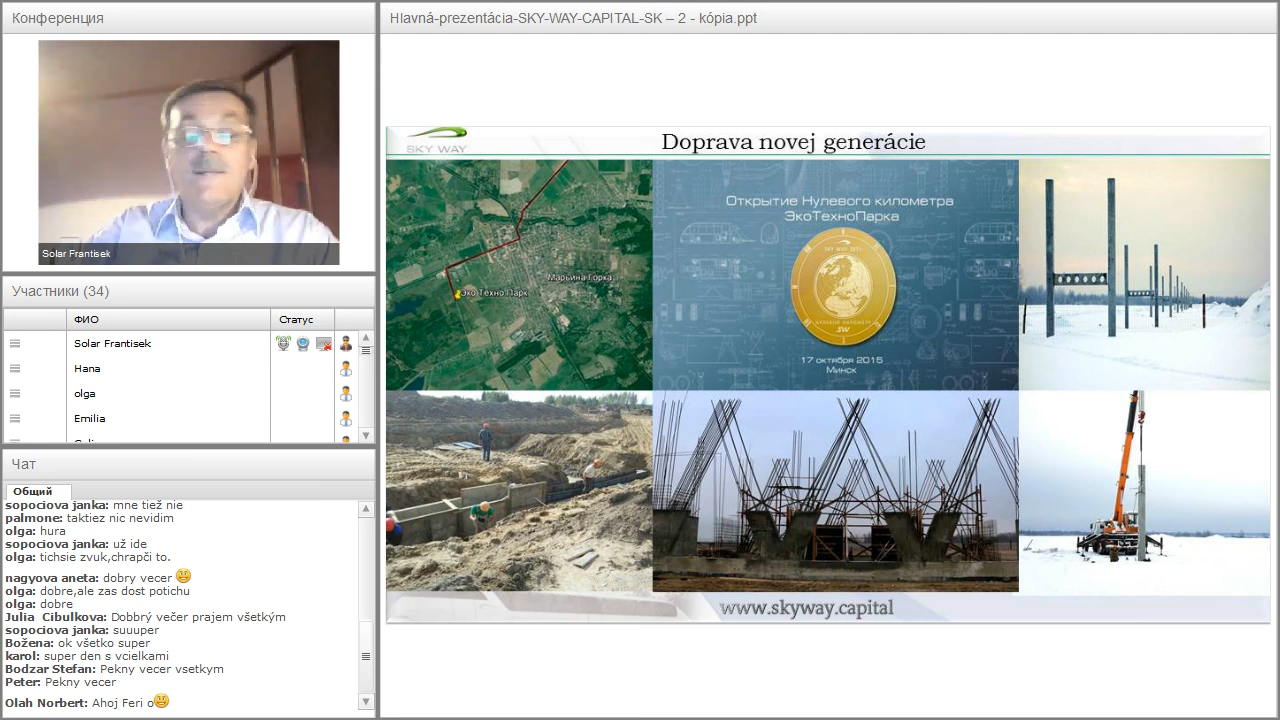 Конференция
Solar Frantisek
Участники (34)
ФИО
Статус
Solar Frantisek
Hana
olga
Emilia
Чат
Общий
sopociova janka: mne tiež nie
palmone: taktiez nic nevidim
olga: hura
sopociova janka: už ide
olga: tichsie zvuk,chrapči to.
nagyova aneta: dobry vecer
olga: dobre,ale zas dost potichu
olga: dobre
Julia Cibulkova: Dobbrý večer prajem všetkým
sopociova janka: suuuper
Božena: ok všetko super
karol: super den s vcielkami
Bodzar Stefan: Pekny vecer vsetkym
Peter: Pekny vecer
Olah Norbert: Ahoj Feri o
Hlavná-prezentácia-SKY-WAY-CAPITAL-SK – 2 - kópia.ppt
SKY WAY
Doprava novej generácie
Марьина Горка
Эко Техно Парк
Открытие Нулевого километра
ЭкоТехноПарка
SW
17 октября 2015
Минск
www.skyway.capital